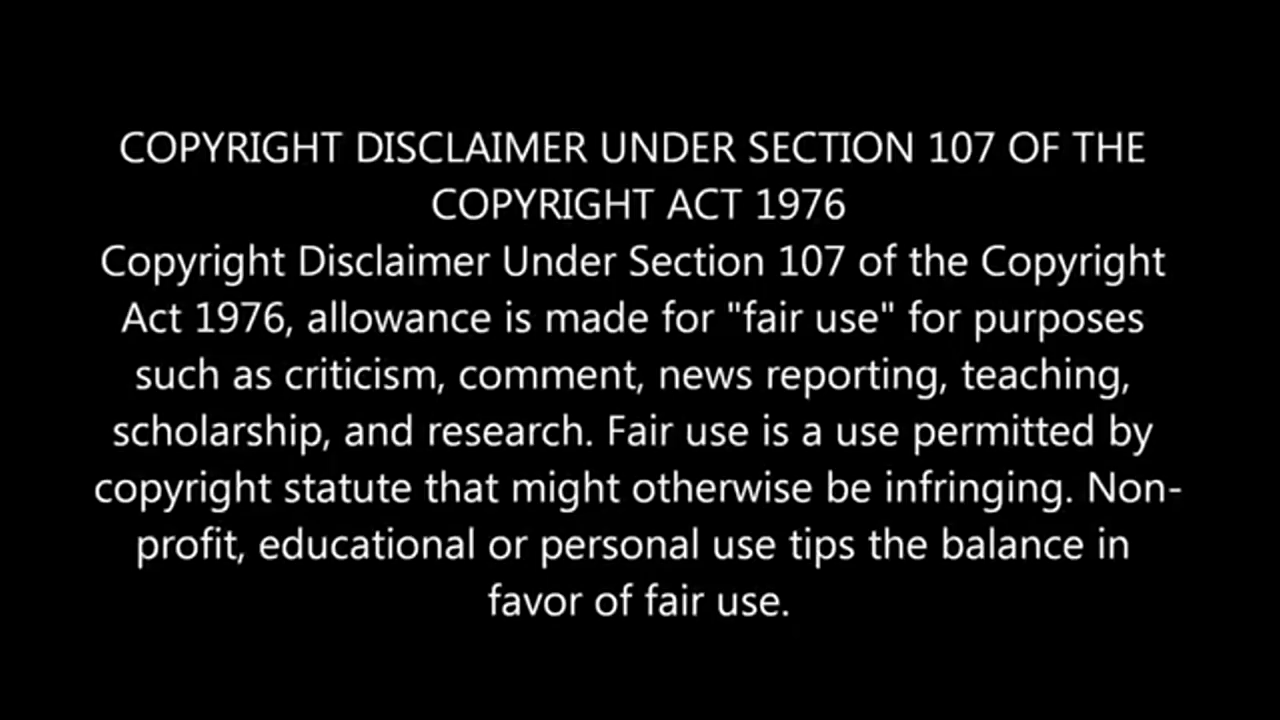 COPYRIGHT DISCLAIMER UNDER SECTION 107 OF THE
COPYRIGHT ACT 1976
Copyright Disclaimer Under Section 107 of the Copyright
Act 1976, allowance is made for "fair use" for purposes
such as criticism, comment, news reporting, teaching,
scholarship, and research. Fair use is a use permitted by
copyright statute that might otherwise be infringing. Non-
profit, educational or personal use tips the balance in
favor of fair use.